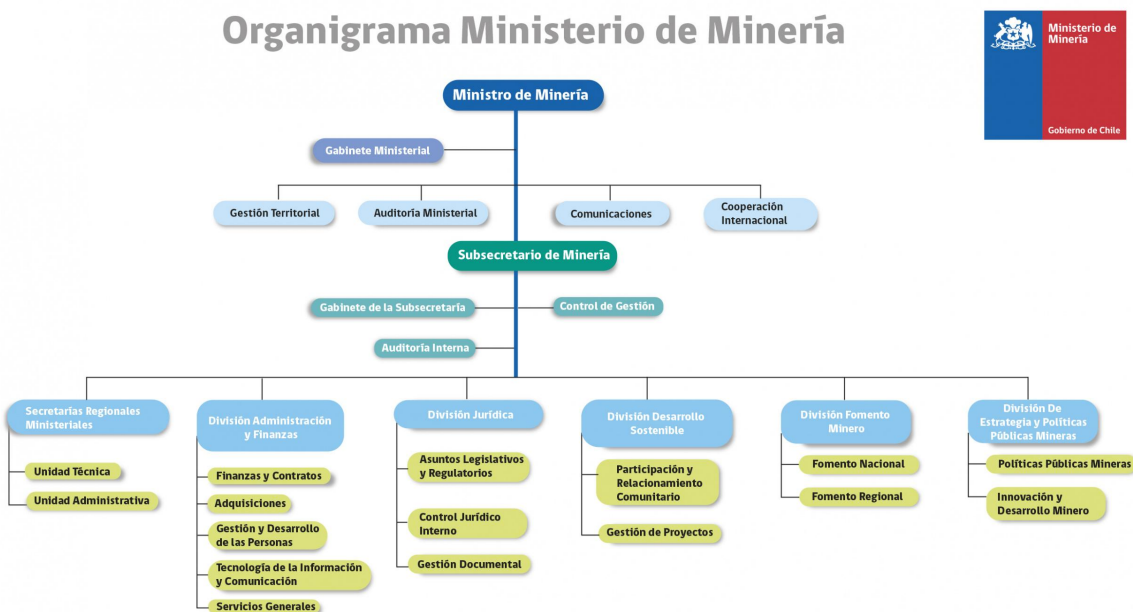 Organigrama Ministerio de Minería
Ministerio de
Minería
Gobierno de Chile
Ministro de Minería
Gabinete Ministerial
Gestión Territorial
Auditoría Ministerial
Comunicaciones
Cooperación
Internacional
Subsecretario de Minería
Gabinete de la Subsecretaría
Control de Gestión
Auditoría Interna
Secretarías Regionales
Ministeriales
Unidad Técnica
Unidad Administrativa
División Administración
y Finanzas
Finanzas y Contratos
Adquisiciones
Gestión y Desarrollo
de las Personas
Tecnología de la Información
y Comunicación
Servicios Generales
División Jurídica
Asuntos Legislativos
y Regulatorios
Control Jurídico
Interno
Gestión Documental
División Desarrollo
Sostenible
Participación y
Relacionamiento
Comunitario
Gestión de Proyectos
División Fomento
Minero
Fomento Nacional
Fomento Regional
División De
Estrategia y Políticas
Públicas Mineras
Políticas Públicas Mineras
Innovación y
Desarrollo Minero